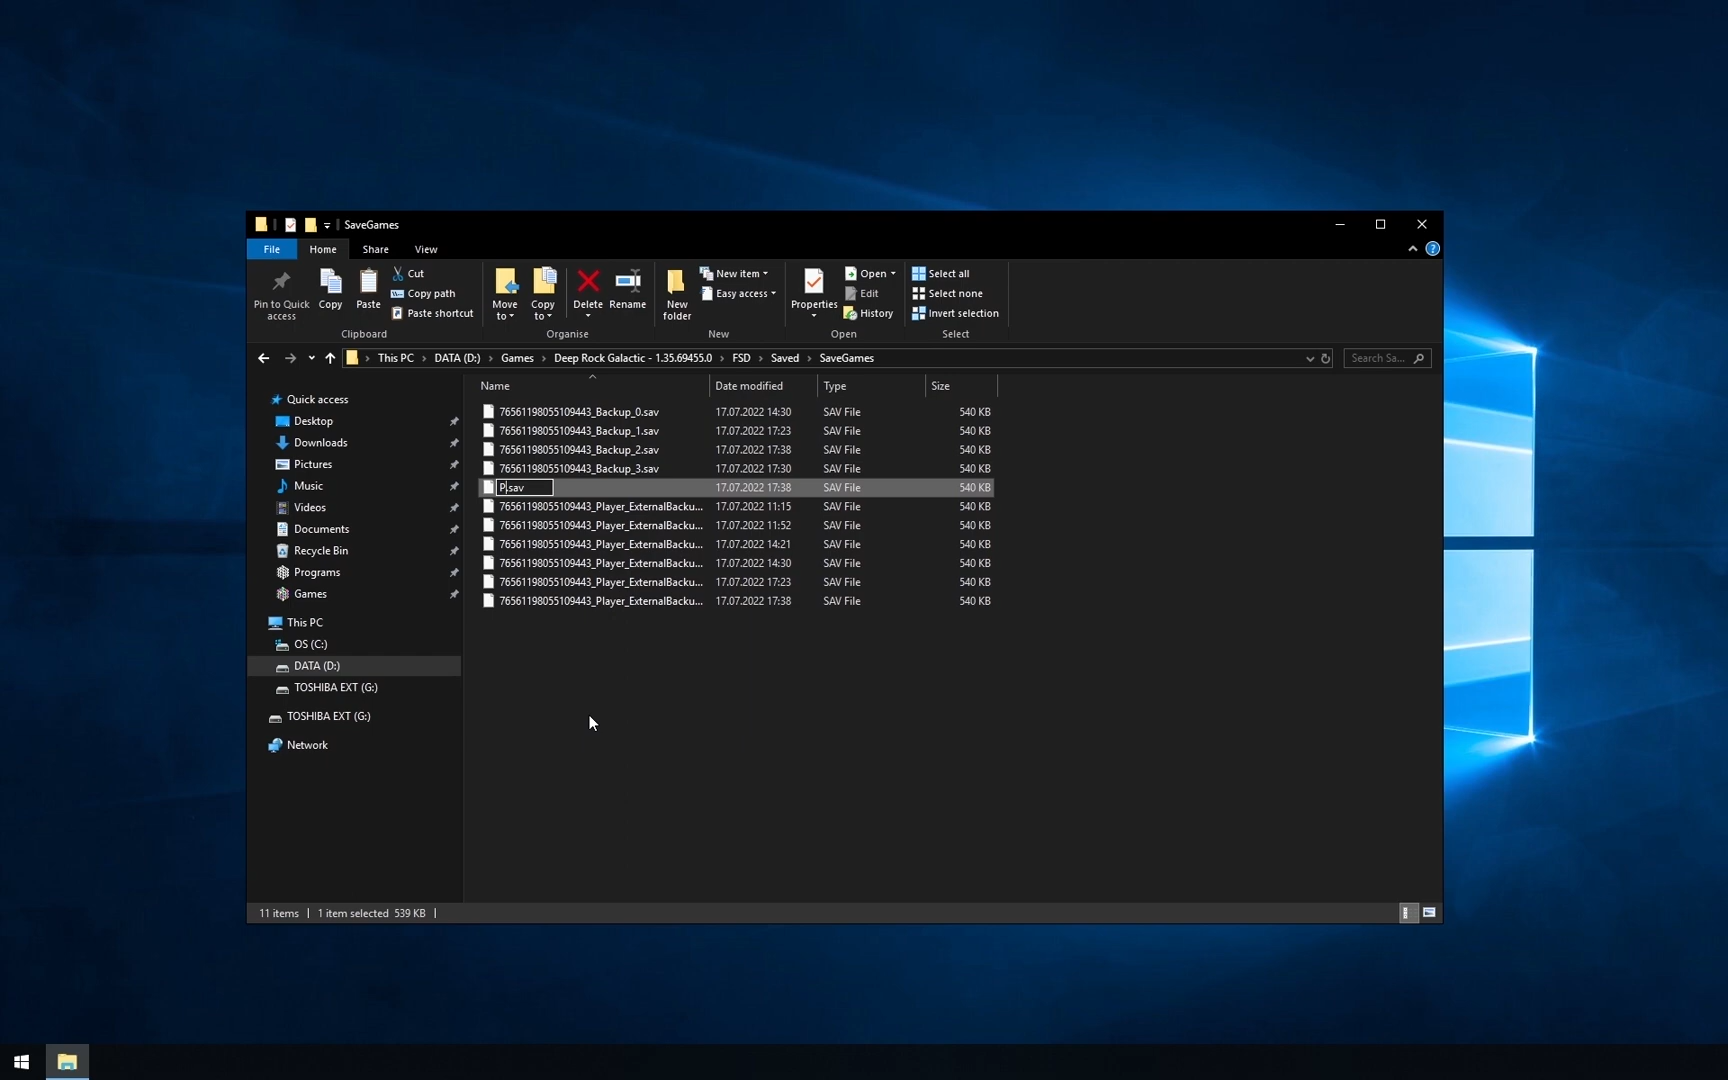 SaveGames
File Home Share View
Pin to Quick access
Copy
Paste
Cut
Copy path
Paste shortcut
Clipboard
Move to
Copy to
Delete
Rename
Organise
New folder
New item
Easy access
New
Properties
Open
Edit
History
Open
Select all
Select none
Invert selection
Select
This PC › DATA (D:) › Games › Deep Rock Galactic - 1.35.69455.0 › FSD › Saved › SaveGames
Search Sa...
Quick access
Desktop
Downloads
Pictures
Music
Videos
Documents
Recycle Bin
Programs
Games
This PC
OS (C:)
DATA (D:)
TOSHIBA EXT (G:)
TOSHIBA EXT (G:)
Network
Name Date modified Type Size
76561198055109443_Backup_0.sav 17.07.2022 14:30 SAV File 540 KB
76561198055109443_Backup_1.sav 17.07.2022 17:23 SAV File 540 KB
76561198055109443_Backup_2.sav 17.07.2022 17:38 SAV File 540 KB
76561198055109443_Backup_3.sav 17.07.2022 17:30 SAV File 540 KB
P.sav 17.07.2022 17:38 SAV File 540 KB
76561198055109443_Player_ExternalBacku... 17.07.2022 11:15 SAV File 540 KB
76561198055109443_Player_ExternalBacku... 17.07.2022 11:52 SAV File 540 KB
76561198055109443_Player_ExternalBacku... 17.07.2022 14:21 SAV File 540 KB
76561198055109443_Player_ExternalBacku... 17.07.2022 14:30 SAV File 540 KB
76561198055109443_Player_ExternalBacku... 17.07.2022 17:23 SAV File 540 KB
76561198055109443_Player_ExternalBacku... 17.07.2022 17:38 SAV File 540 KB
11 items 1 item selected 539 KB